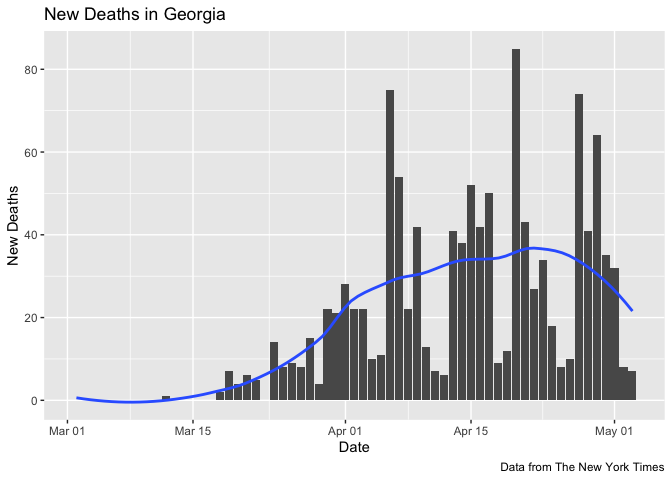 New Deaths in Georgia
80
60
40
20
0
New Deaths
Mar 01 Mar 15 Apr 01 Apr 15 May 01
Date
Data from The New York Times